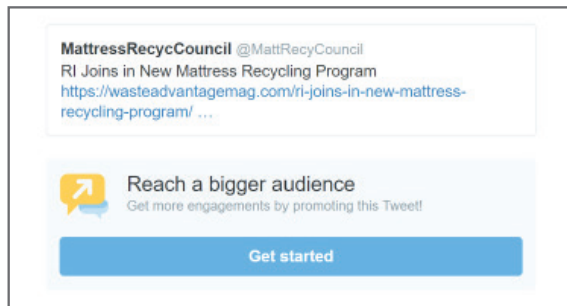 MattressRecycCouncil @MattRecyCouncil
RI Joins in New Mattress Recycling Program
https://wasteadvantagemag.com/ri-joins-in-new-mattress-
recycling-program/ …
Reach a bigger audience
Get more engagements by promoting this Tweet!
Get started